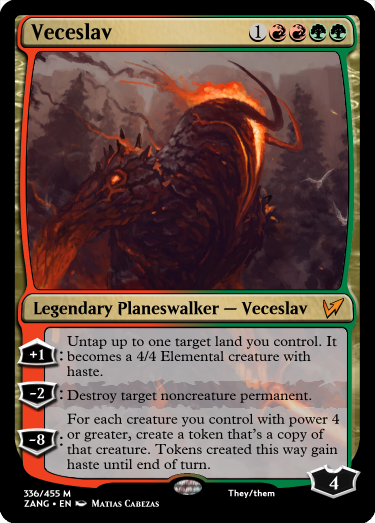 Veceslav 1
Legendary Planeswalker — Veceslav
+1 : Untap up to one target land you control. It
becomes a 4/4 Elemental creature with
haste.
-2 : Destroy target noncreature permanent.
For each creature you control with power 4
or greater, create a token that's a copy of
-8 : that creature. Tokens created this way gain
haste until end of turn.
4
336/455 M They/them
ZANG • EN Matias Cabezas